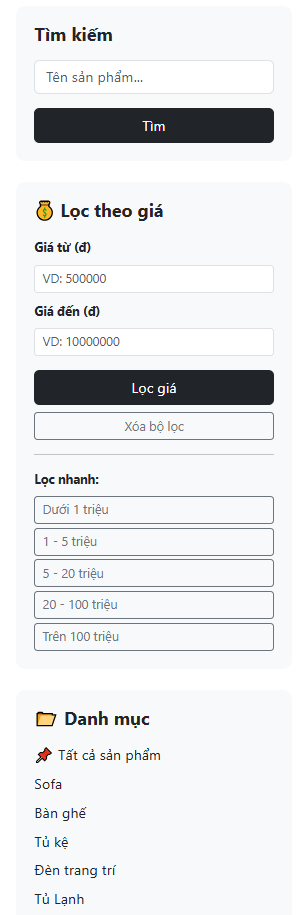 Tìm kiếm
Tên sản phẩm...
Tìm
Lọc theo giá
Giá từ (đ)
VD: 500000
Giá đến (đ)
VD: 10000000
Lọc giá
Xóa bộ lọc
Lọc nhanh:
Dưới 1 triệu
1 - 5 triệu
5 - 20 triệu
20 - 100 triệu
Trên 100 triệu
Danh mục
Tất cả sản phẩm
Sofa
Bàn ghế
Tủ kệ
Đèn trang trí
Tủ Lạnh